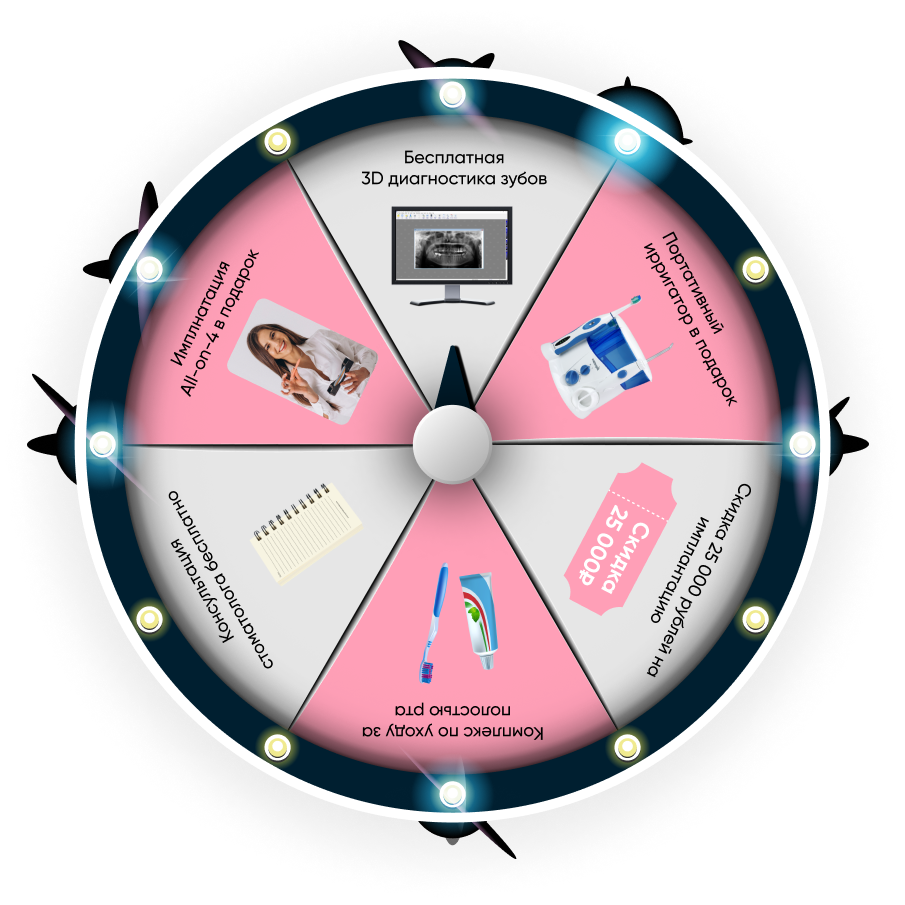 Бесплатная
3D диагностика зубов
Портативный
ирригатор в подарок
Скидка 25 000 рублей на
имплантацию
Скидка
25 000₽
Комплекс по уходу за
полостью рта
Консультация
стоматолога бесплатно
Имплнатация
All-on-4 в подарок